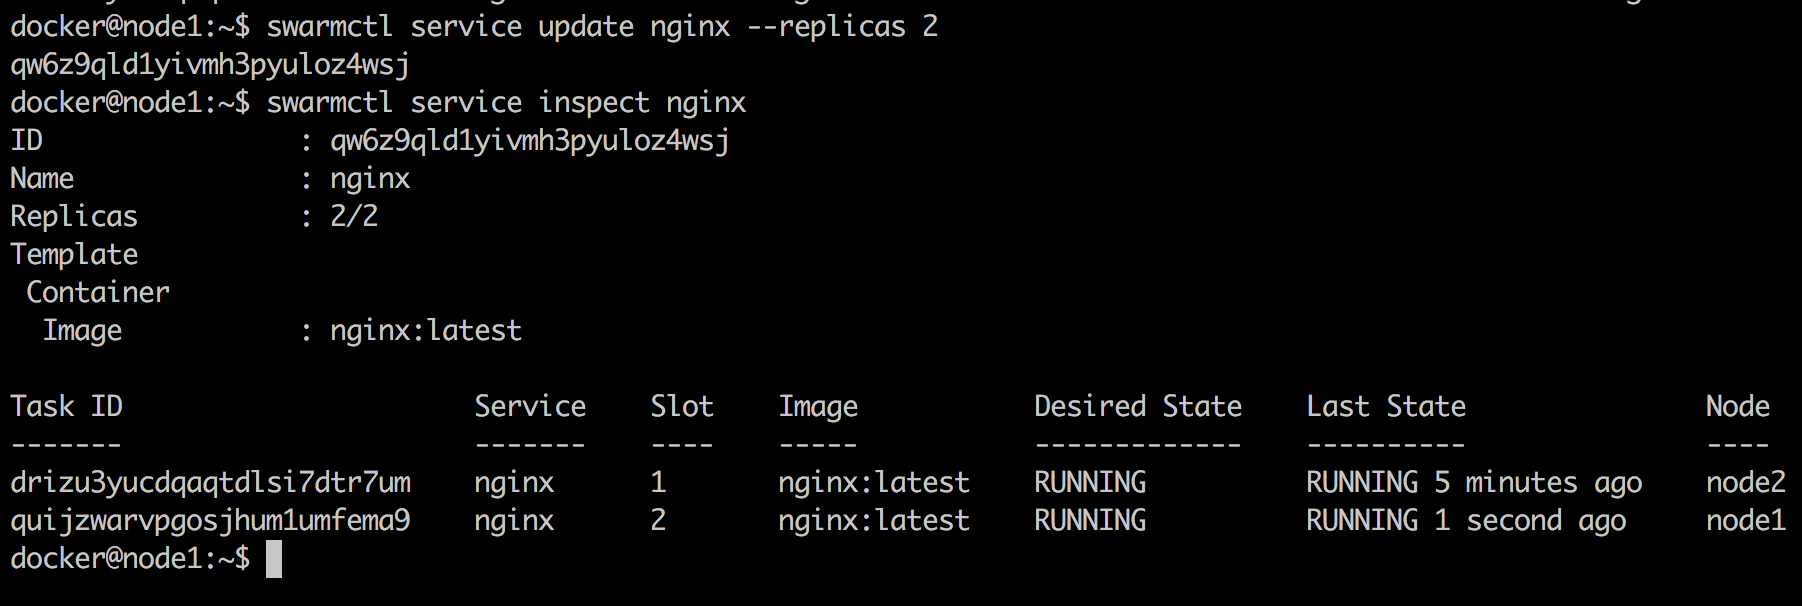 docker@node1:~$ swarmctl service update nginx --replicas 2
qw6z9qld1yivmh3pyuloz4wsj
docker@node1:~$ swarmctl service inspect nginx
ID                  : qw6z9qld1yivmh3pyuloz4wsj
Name                : nginx
Replicas            : 2/2
Template
 Container
  Image             : nginx:latest

Task ID                      Service    Slot    Image           Desired State    Last State               Node
-------                      -------    ----    -----           -------------    ----------               ----
drizu3yucdqaqtdlsi7dtr7um    nginx      1       nginx:latest    RUNNING          RUNNING 5 minutes ago    node2
quijzwarvpgosjhum1umfema9    nginx      2       nginx:latest    RUNNING          RUNNING 1 second ago     node1
docker@node1:~$